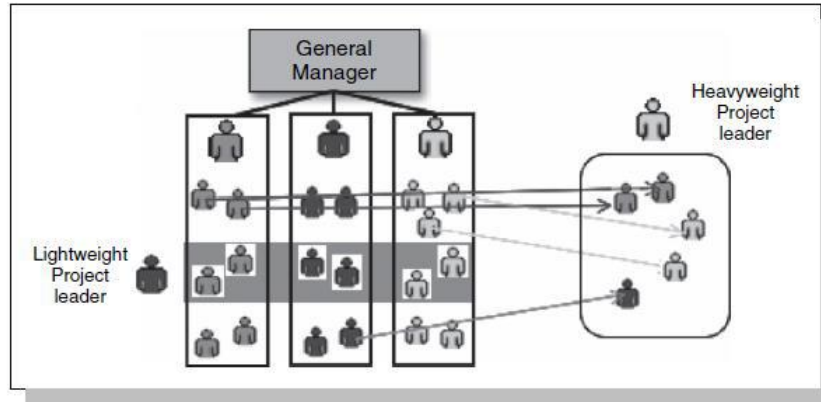 General
Manager
Heavyweight
Project
leader
Lightweight
Project
leader